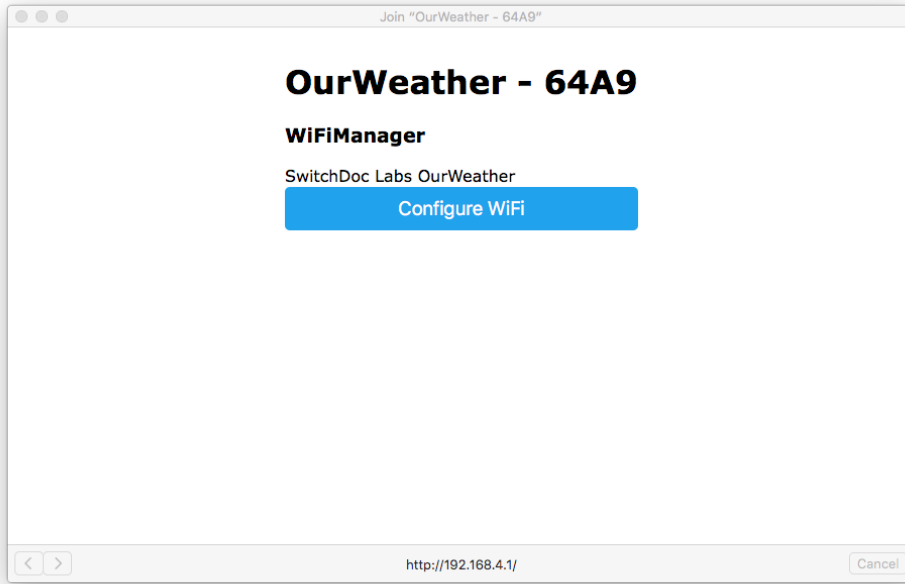 Join “OurWeather - 64A9”
OurWeather - 64A9
WiFiManager
SwitchDoc Labs OurWeather
Configure WiFi
http://192.168.4.1/
Cancel